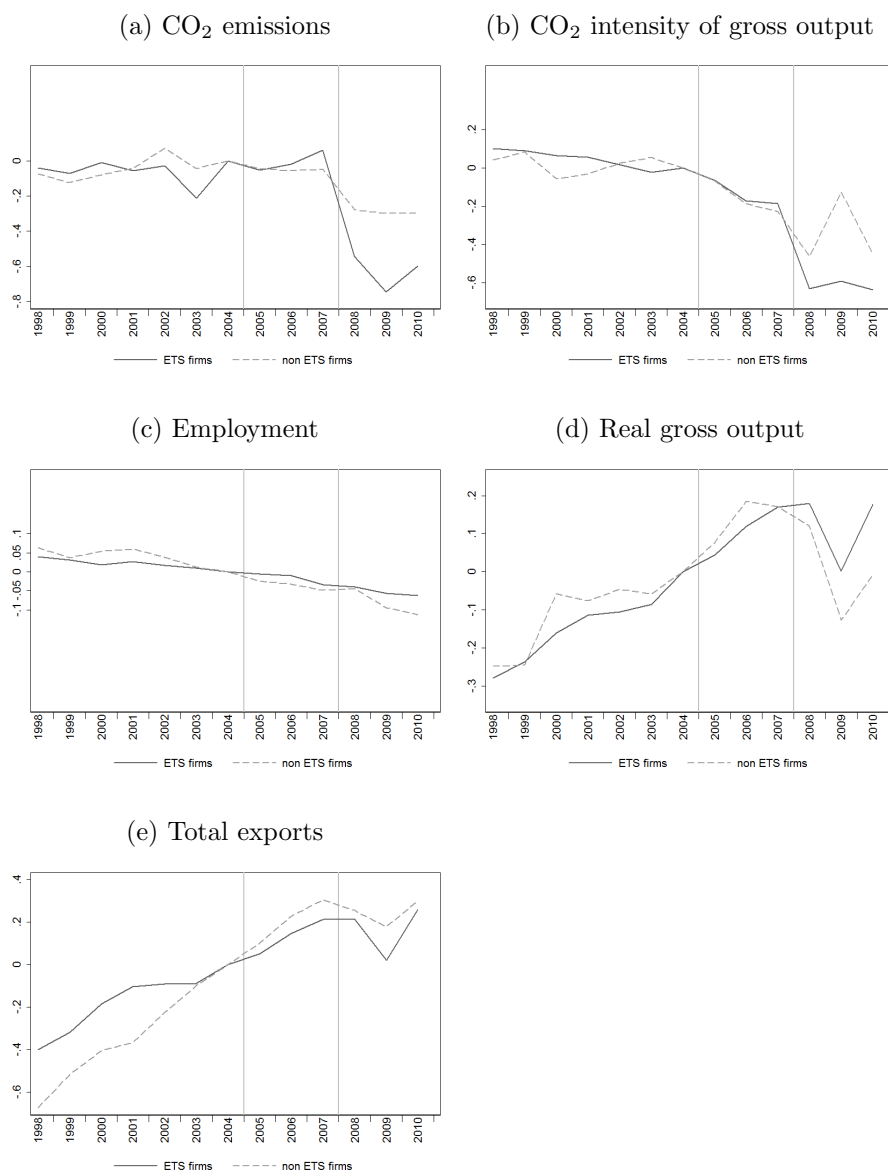 (a) CO₂ emissions
0
-.2
-.4
-.6
-.8
1998 1999 2000 2001 2002 2003 2004 2005 2006 2007 2008 2009 2010
ETS firms non ETS firms
(b) CO₂ intensity of gross output
.2
0
-.2
-.4
-.6
1998 1999 2000 2001 2002 2003 2004 2005 2006 2007 2008 2009 2010
ETS firms non ETS firms
(c) Employment
.1
.05
0
-.05
-.1
1998 1999 2000 2001 2002 2003 2004 2005 2006 2007 2008 2009 2010
ETS firms non ETS firms
(d) Real gross output
.2
.1
0
-.1
-.2
-.3
1998 1999 2000 2001 2002 2003 2004 2005 2006 2007 2008 2009 2010
ETS firms non ETS firms
(e) Total exports
.4
.2
0
-.2
-.4
-.6
1998 1999 2000 2001 2002 2003 2004 2005 2006 2007 2008 2009 2010
ETS firms non ETS firms